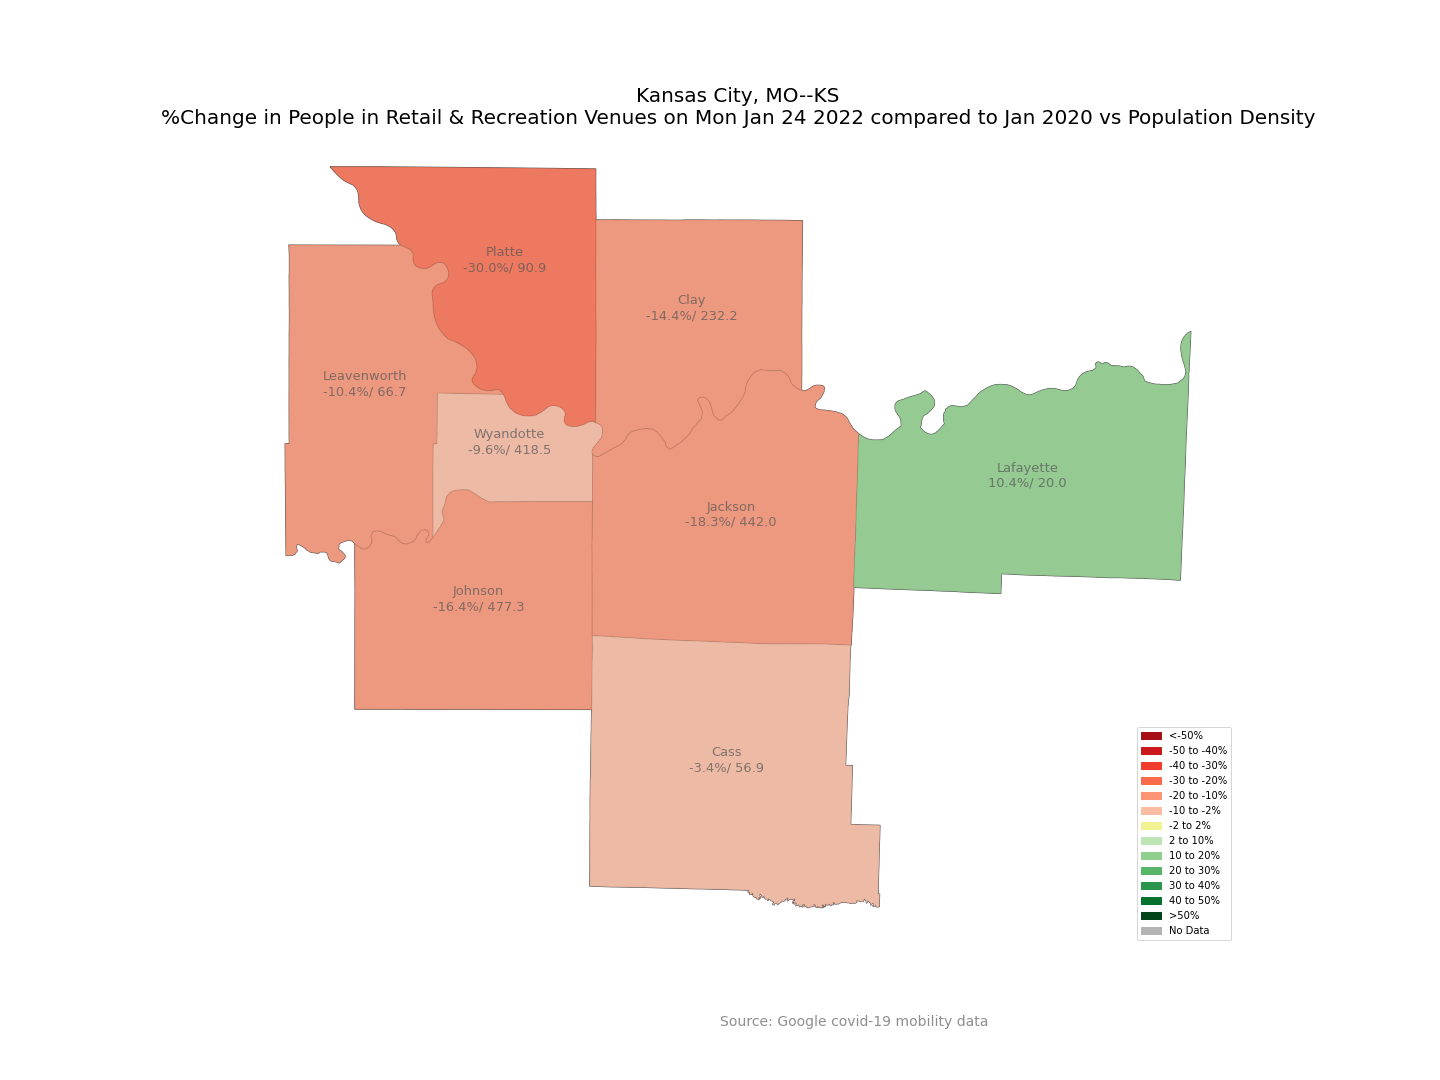 Kansas City, MO--KS
%Change in People in Retail & Recreation Venues on Mon Jan 24 2022 compared to Jan 2020 vs Population Density
Platte
-30.0%/ 90.9
Clay
-14.4%/ 232.2
Leavenworth
-10.4%/ 66.7
Wyandotte
-9.6%/ 418.5
Lafayette
10.4%/ 20.0
Jackson
-18.3%/ 442.0
Johnson
-16.4%/ 477.3
Cass
-3.4%/ 56.9
<-50%
-50 to -40%
-40 to -30%
-30 to -20%
-20 to -10%
-10 to -2%
-2 to 2%
2 to 10%
10 to 20%
20 to 30%
30 to 40%
40 to 50%
>50%
No Data
Source: Google covid-19 mobility data